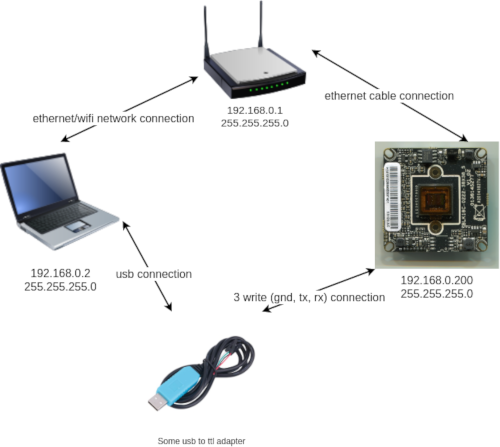 192.168.0.1
255.255.255.0
ethernet/wifi network connection
ethernet cable connection
192.168.0.2
255.255.255.0
usb connection
3 write (gnd, tx, rx) connection
192.168.0.200
255.255.255.0
Some usb to ttl adapter